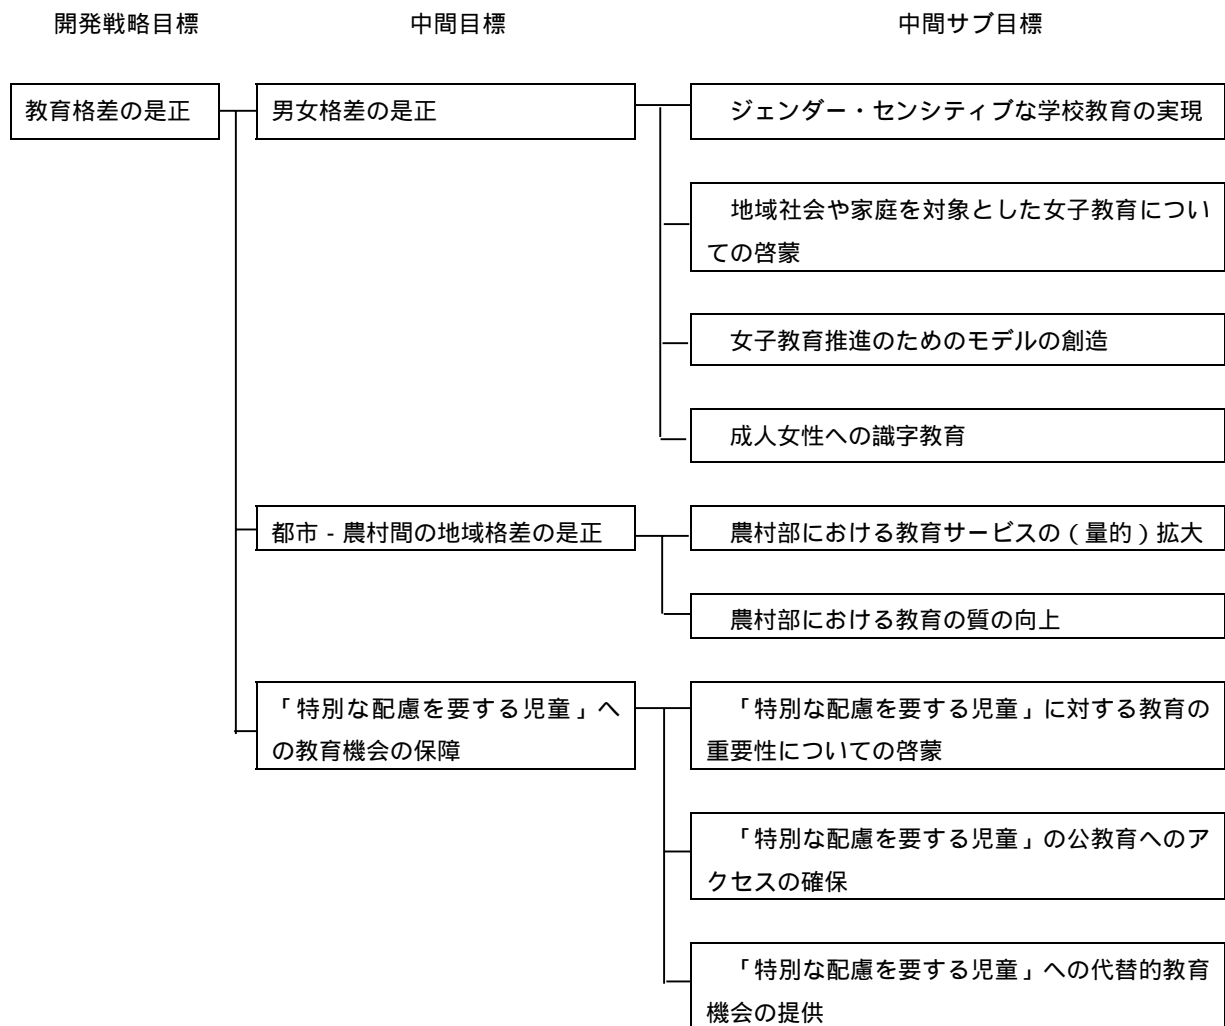 開発戦略目標 中間目標 中間サブ目標
教育格差の是正 男女格差の是正 ジェンダー・センシティブな学校教育の実現
地域社会や家庭を対象とした女子教育につい
ての啓蒙
女子教育推進のためのモデルの創造
成人女性への識字教育
都市 - 農村間の地域格差の是正 農村部における教育サービスの(量的)拡大
農村部における教育の質の向上
「特別な配慮を要する児童」へ
の教育機会の保障
「特別な配慮を要する児童」に対する教育の
重要性についての啓蒙
「特別な配慮を要する児童」の公教育へのア
クセスの確保
「特別な配慮を要する児童」への代替的教育
機会の提供